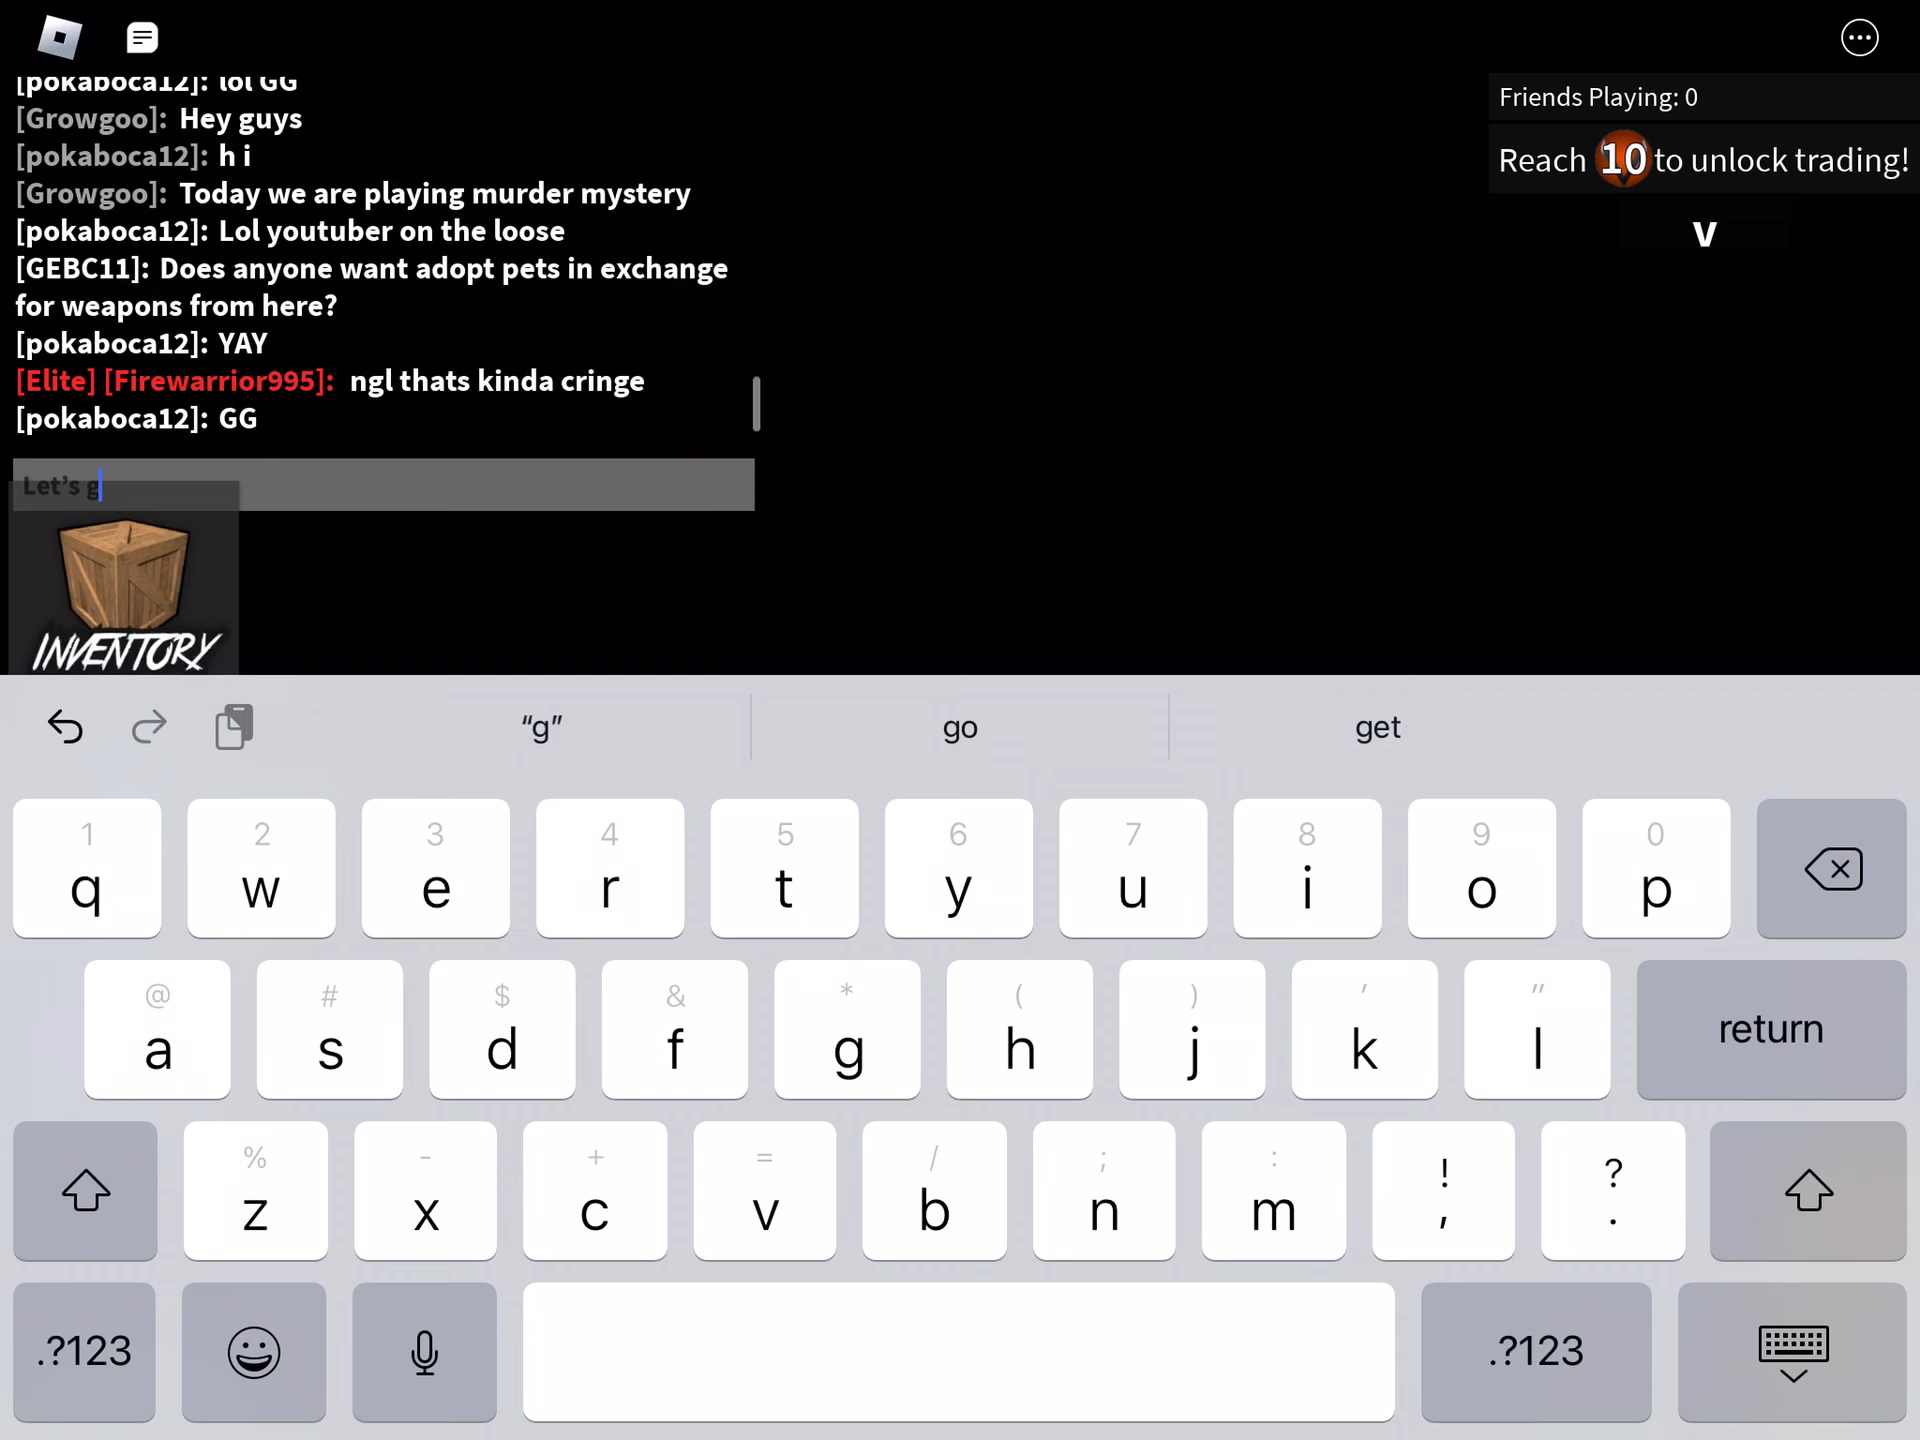 [pokaboca12]: lol GG
[Growgoo]: Hey guys
[pokaboca12]: h i
[Growgoo]: Today we are playing murder mystery
[pokaboca12]: Lol youtuber on the loose
[GEBC11]: Does anyone want adopt pets in exchange
for weapons from here?
[pokaboca12]: YAY
[Elite] [Firewarrior995]: ngl thats kinda cringe
[pokaboca12]: GG
Let’s g
INVENTORY
Friends Playing: 0
Reach 10 to unlock trading!
v
“g” go get
1 2 3 4 5 6 7 8 9 0
q w e r t y u i o p
@ # $ & * ( ) ' "
a s d f g h j k l return
% - + = / ; : ! ?
z x c v b n m , .
.?123 .?123